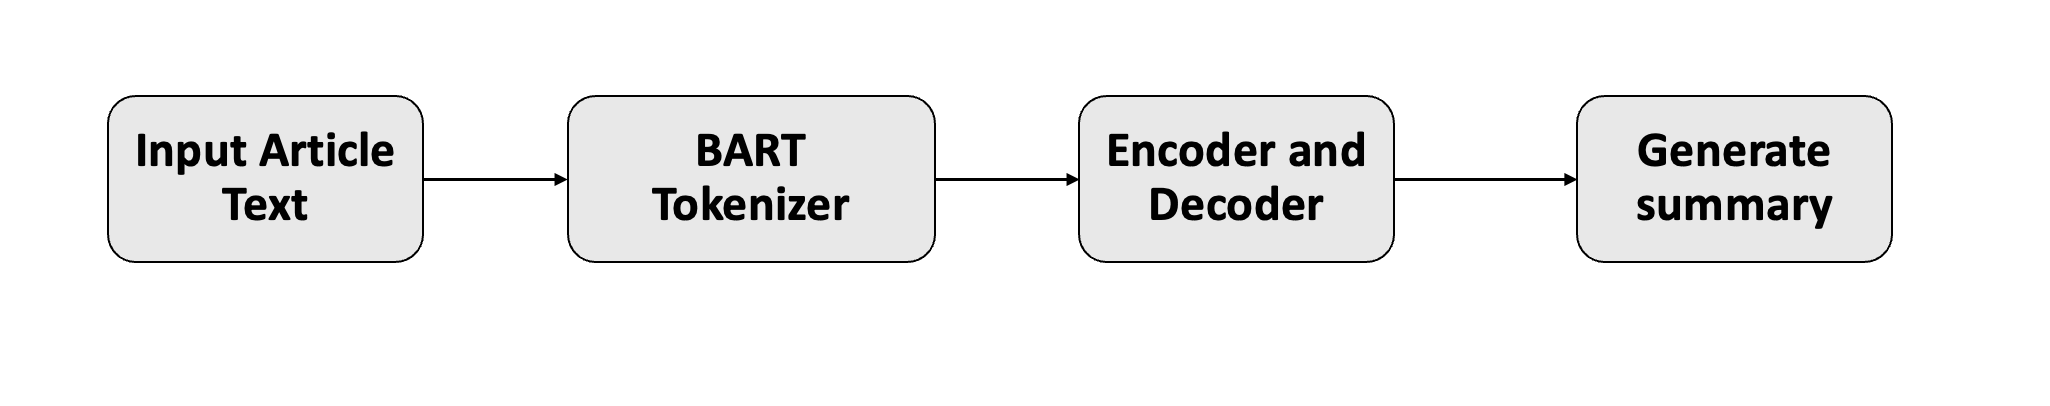 Input Article
Text
BART
Tokenizer
Encoder and
Decoder
Generate
summary